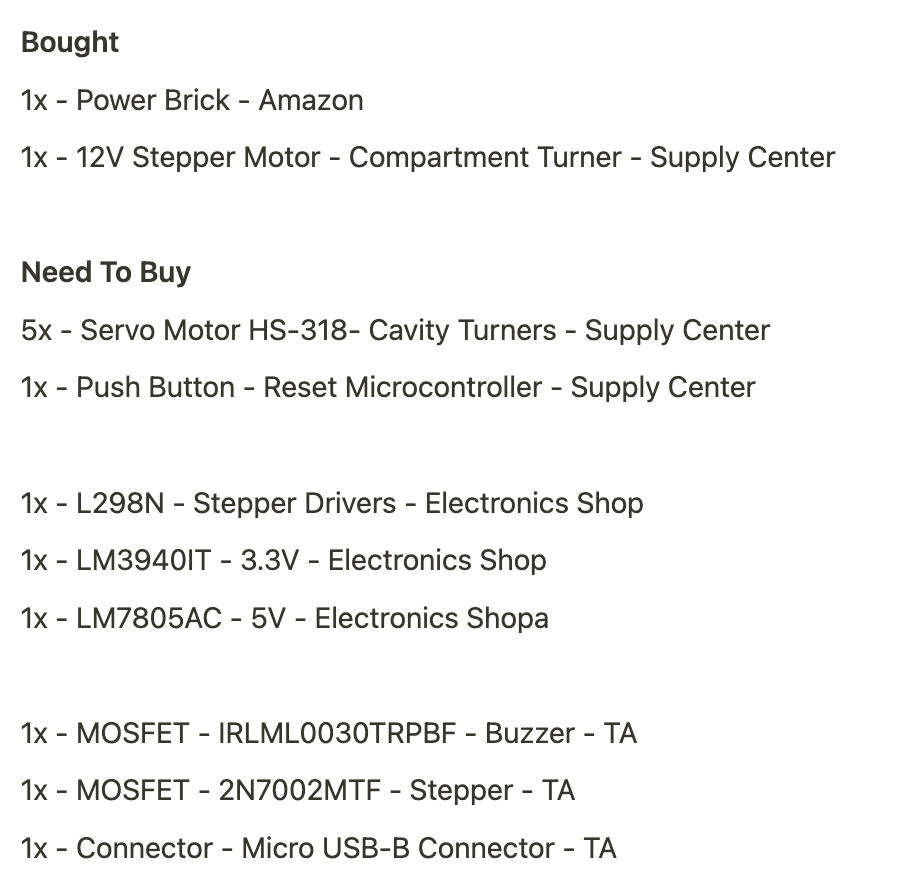 Bought
1x - Power Brick - Amazon
1x - 12V Stepper Motor - Compartment Turner - Supply Center
Need To Buy
5x - Servo Motor HS-318- Cavity Turners - Supply Center
1x - Push Button - Reset Microcontroller - Supply Center
1x - L298N - Stepper Drivers - Electronics Shop
1x - LM3940IT - 3.3V - Electronics Shop
1x - LM7805AC - 5V - Electronics Shopa
1x - MOSFET - IRLML0030TRPBF - Buzzer - TA
1x - MOSFET - 2N7002MTF - Stepper - TA
1x - Connector - Micro USB-B Connector - TA